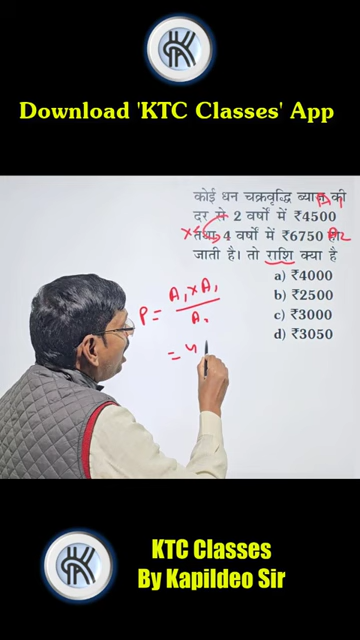 Download 'KTC Classes' App
कोई धन चक्रवृद्धि ब्याज की
दर से 2 वर्षों में ₹4500
तथा 4 वर्षों में ₹6750 हो
जाती है। तो राशि क्या है
a) ₹4000
b) ₹2500
c) ₹3000
d) ₹3050
P = A₁ × A₁
A₂
= 4
KTC Classes
By Kapildeo Sir